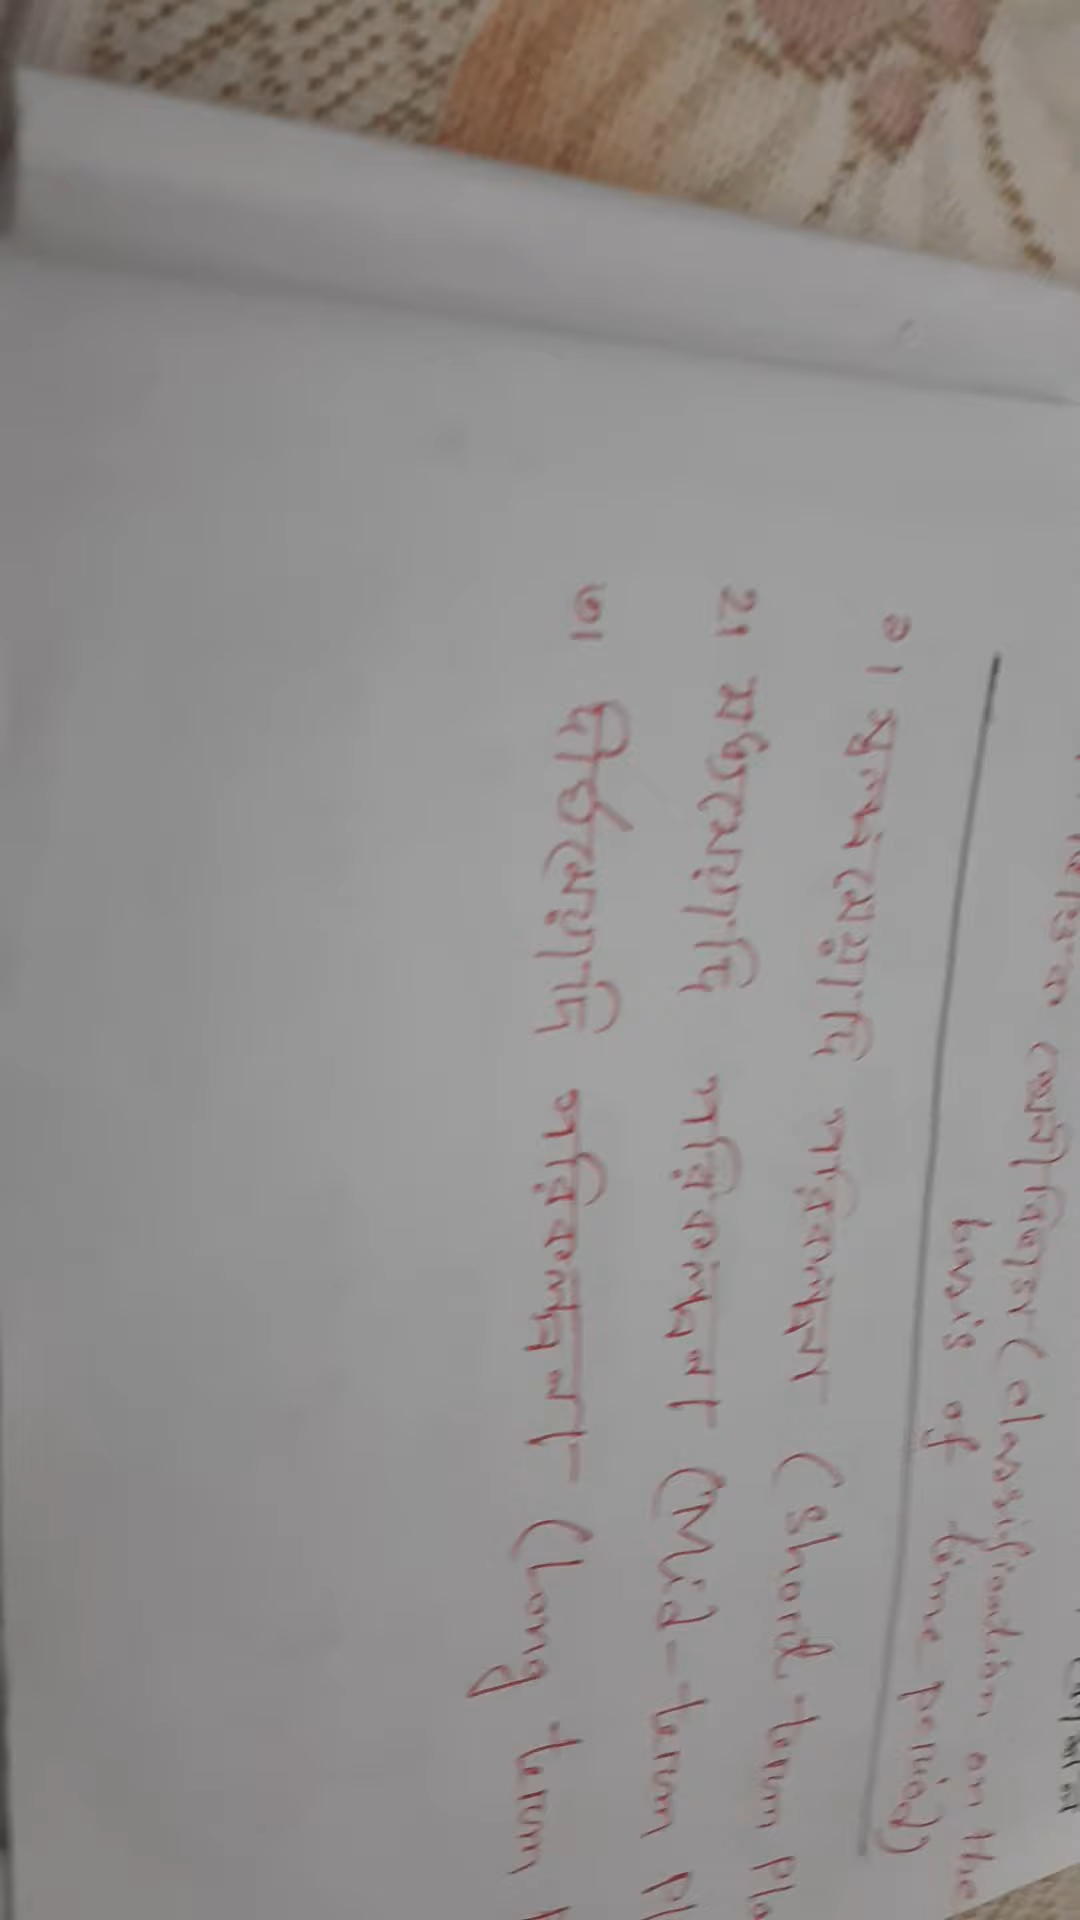 শ্রেণীবিভাগ (classification on the
basis of time period)
১। স্বল্পমেয়াদি পরিকল্পনা (short-term Pla
২। মধ্যমেয়াদি পরিকল্পনা (Mid-term Pl
৩। দীর্ঘমেয়াদি পরিকল্পনা (Long term